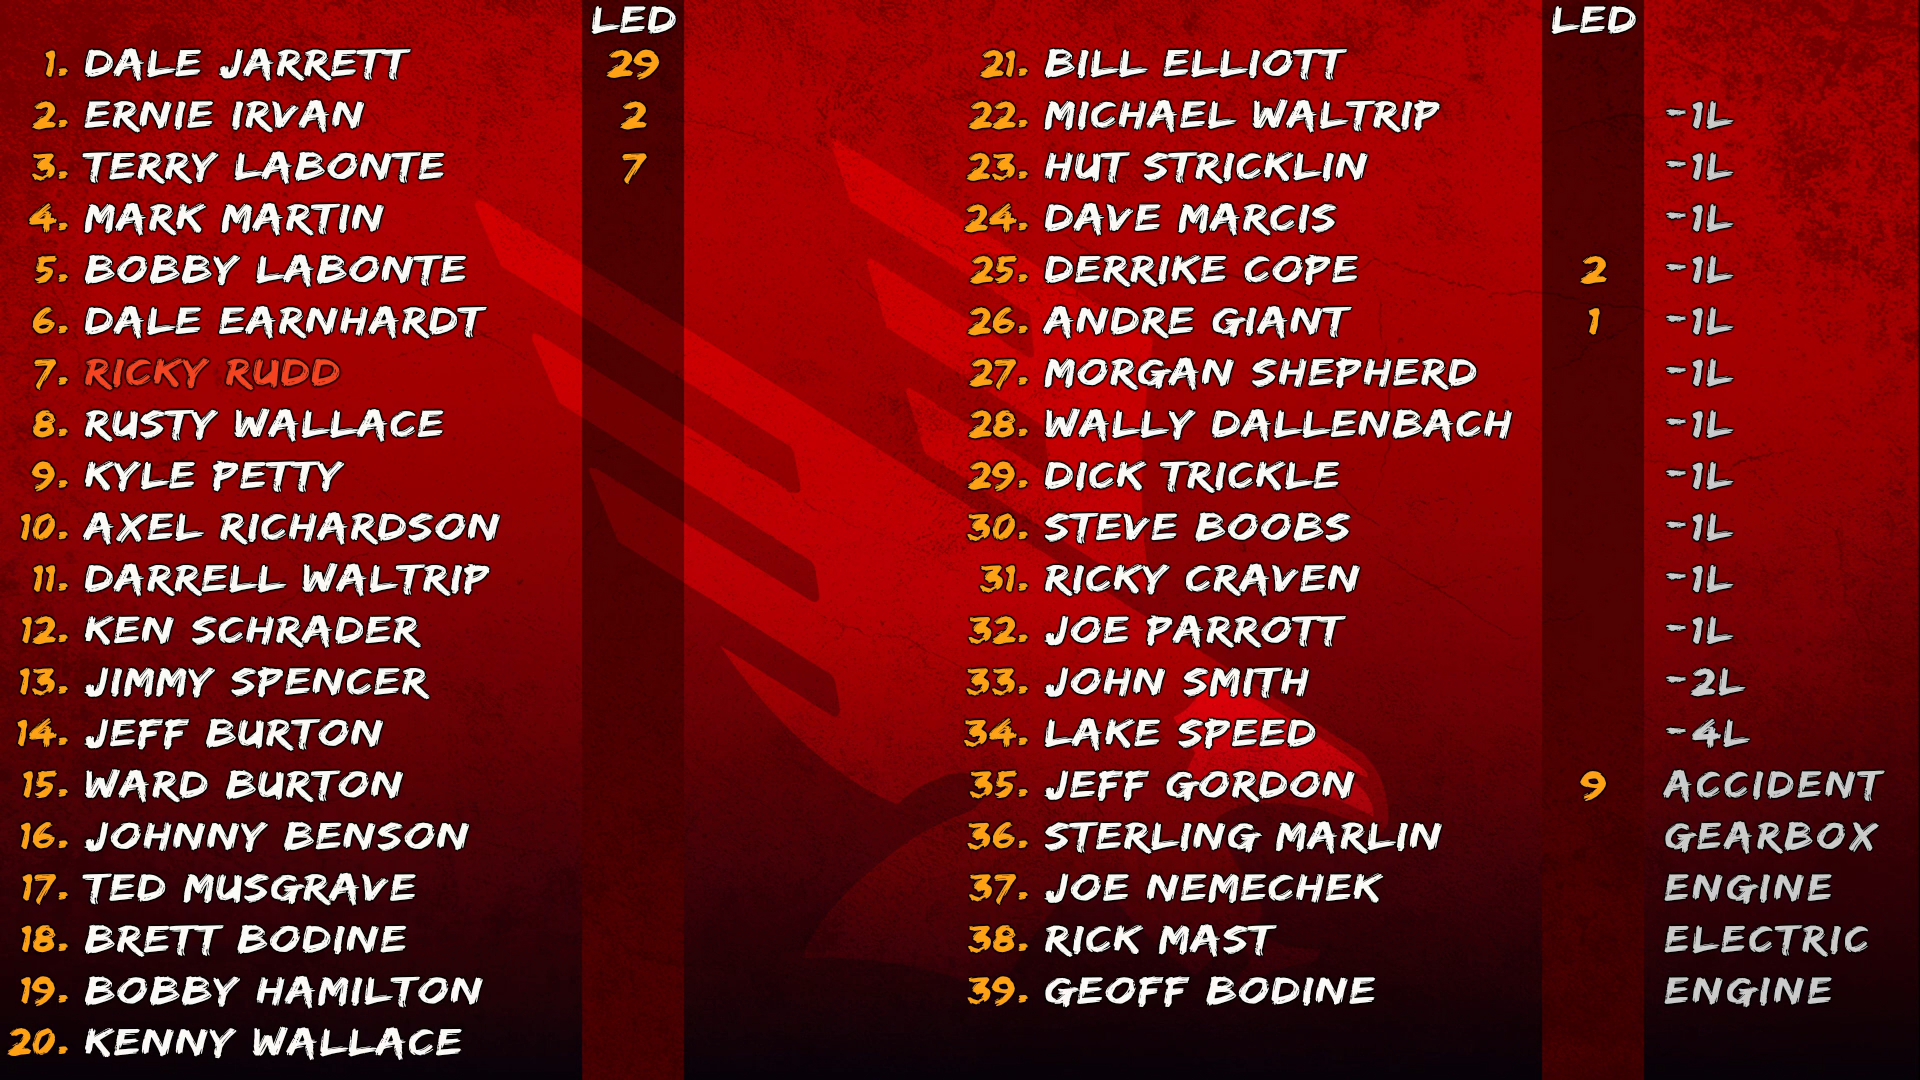 LED
1. DALE JARRETT 29
2. ERNIE IRVAN 2
3. TERRY LABONTE 7
4. MARK MARTIN
5. BOBBY LABONTE
6. DALE EARNHARDT
7. RICKY RUDD
8. RUSTY WALLACE
9. KYLE PETTY
10. AXEL RICHARDSON
11. DARRELL WALTRIP
12. KEN SCHRADER
13. JIMMY SPENCER
14. JEFF BURTON
15. WARD BURTON
16. JOHNNY BENSON
17. TED MUSGRAVE
18. BRETT BODINE
19. BOBBY HAMILTON
20. KENNY WALLACE
LED
21. BILL ELLIOTT
22. MICHAEL WALTRIP -1L
23. HUT STRICKLIN -1L
24. DAVE MARCIS -1L
25. DERRIKE COPE 2 -1L
26. ANDRE GIANT 1 -1L
27. MORGAN SHEPHERD -1L
28. WALLY DALLENBACH -1L
29. DICK TRICKLE -1L
30. STEVE BOOBS -1L
31. RICKY CRAVEN -1L
32. JOE PARROTT -1L
33. JOHN SMITH -2L
34. LAKE SPEED -4L
35. JEFF GORDON 9 ACCIDENT
36. STERLING MARLIN GEARBOX
37. JOE NEMECHEK ENGINE
38. RICK MAST ELECTRIC
39. GEOFF BODINE ENGINE